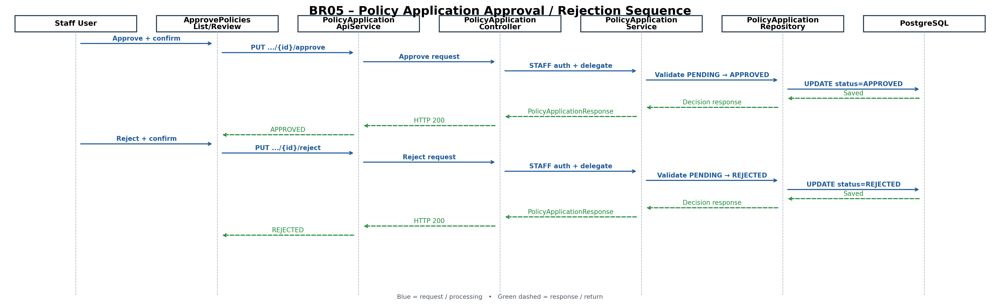 BR05 – Policy Application Approval / Rejection Sequence
Staff User
ApprovePolicies
List/Review
PolicyApplication
ApiService
PolicyApplication
Controller
PolicyApplication
Service
PolicyApplication
Repository
PostgreSQL
Approve + confirm
PUT .../{id}/approve
Approve request
STAFF auth + delegate
Validate PENDING → APPROVED
UPDATE status=APPROVED
Saved
Decision response
PolicyApplicationResponse
HTTP 200
APPROVED
Reject + confirm
PUT .../{id}/reject
Reject request
STAFF auth + delegate
Validate PENDING → REJECTED
UPDATE status=REJECTED
Saved
Decision response
PolicyApplicationResponse
HTTP 200
REJECTED
Blue = request / processing • Green dashed = response / return